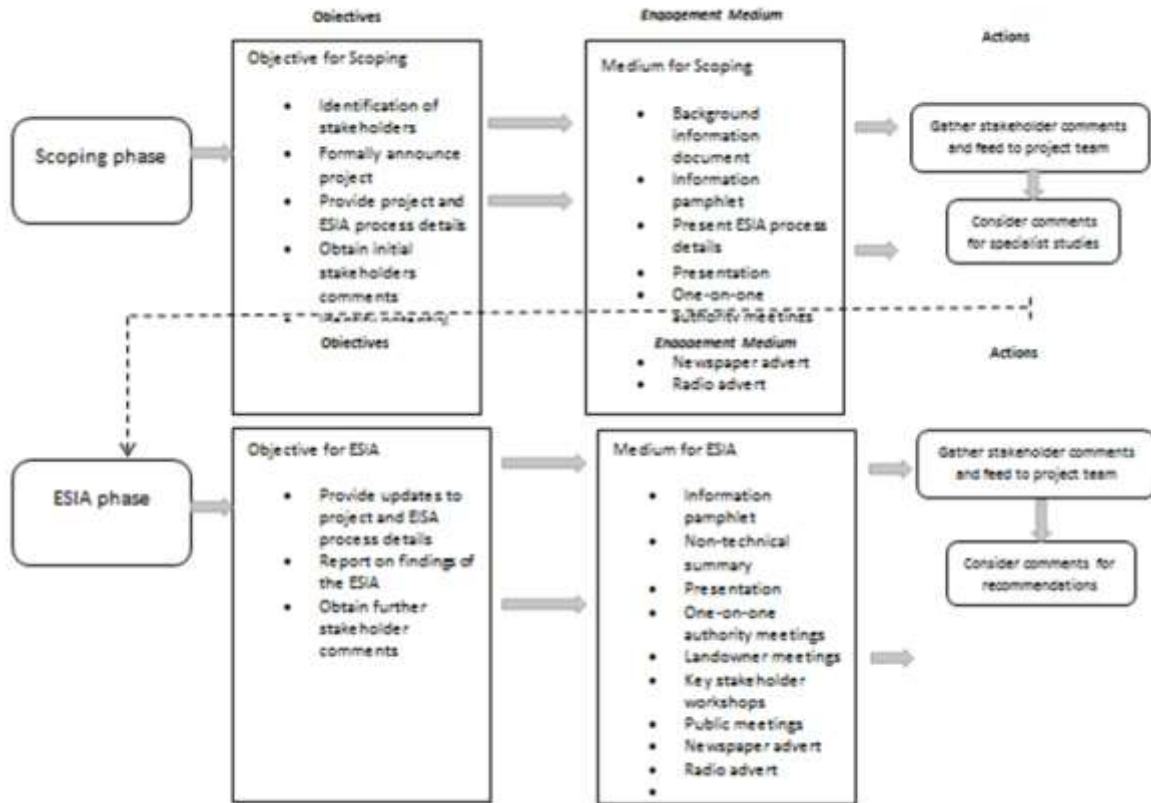 Objectives
Engagement Medium
Actions
Scoping phase
Objective for Scoping
• Identification of
stakeholders
• Formally announce
project
• Provide project and
ESIA process details
• Obtain initial
stakeholders
comments
Medium for Scoping
• Background
information
document
• Information
pamphlet
• Present ESIA process
details
• Presentation
• One-on-one
authority meetings
Gather stakeholder comments
and feed to project team
Consider comments
for specialist studies
Objectives
Engagement Medium
• Newspaper advert
• Radio advert
Actions
ESIA phase
Objective for ESIA
• Provide updates to
project and EISA
process details
• Report on findings of
the ESIA
• Obtain further
stakeholder
comments
Medium for ESIA
• Information
pamphlet
• Non-technical
summary
• Presentation
• One-on-one
authority meetings
• Landowner meetings
• Key stakeholder
workshops
• Public meetings
• Newspaper advert
• Radio advert
Gather stakeholder comments
and feed to project team
Consider comments for
recommendations